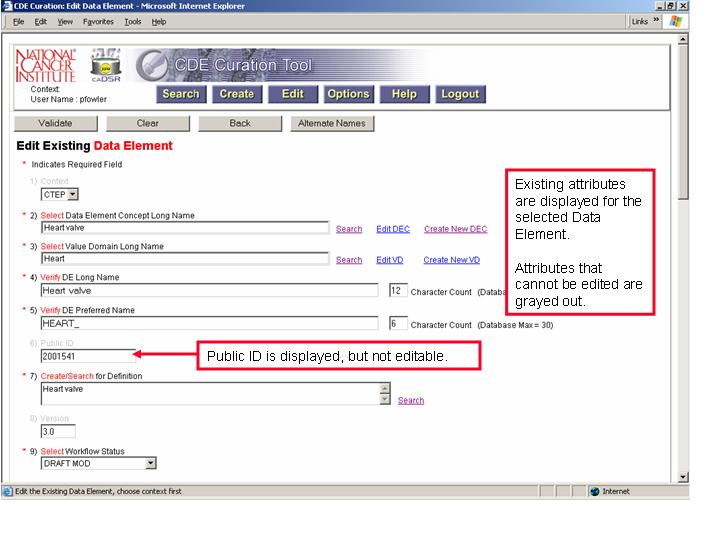 CDE Curation: Edit Data Element - Microsoft Internet Explorer
File Edit View Favorites Tools Help
Links »
NATIONAL CANCER INSTITUTE
caDSR
CDE Curation Tool
Context:
User Name : pfowler
Search Create Edit Options Help Logout
Validate Clear Back Alternate Names
Edit Existing Data Element
* Indicates Required Field
1) Context
CTEP
* 2) Select Data Element Concept Long Name
Heart valve Search Edit DEC Create New DEC
* 3) Select Value Domain Long Name
Heart Search Edit VD Create New VD
* 4) Verify DE Long Name
Heart valve 12 Character Count (Databa
* 5) Verify DE Preferred Name
HEART_ 6 Character Count (Database Max = 30)
6) Public ID
2001541
* 7) Create/Search for Definition
Heart valve
Search
8) Version
3.0
* 9) Select Workflow Status
DRAFT MOD
Existing attributes
are displayed for the
selected Data
Element.
Attributes that
cannot be edited are
grayed out.
Public ID is displayed, but not editable.
Edit the Existing Data Element, choose context first
Internet